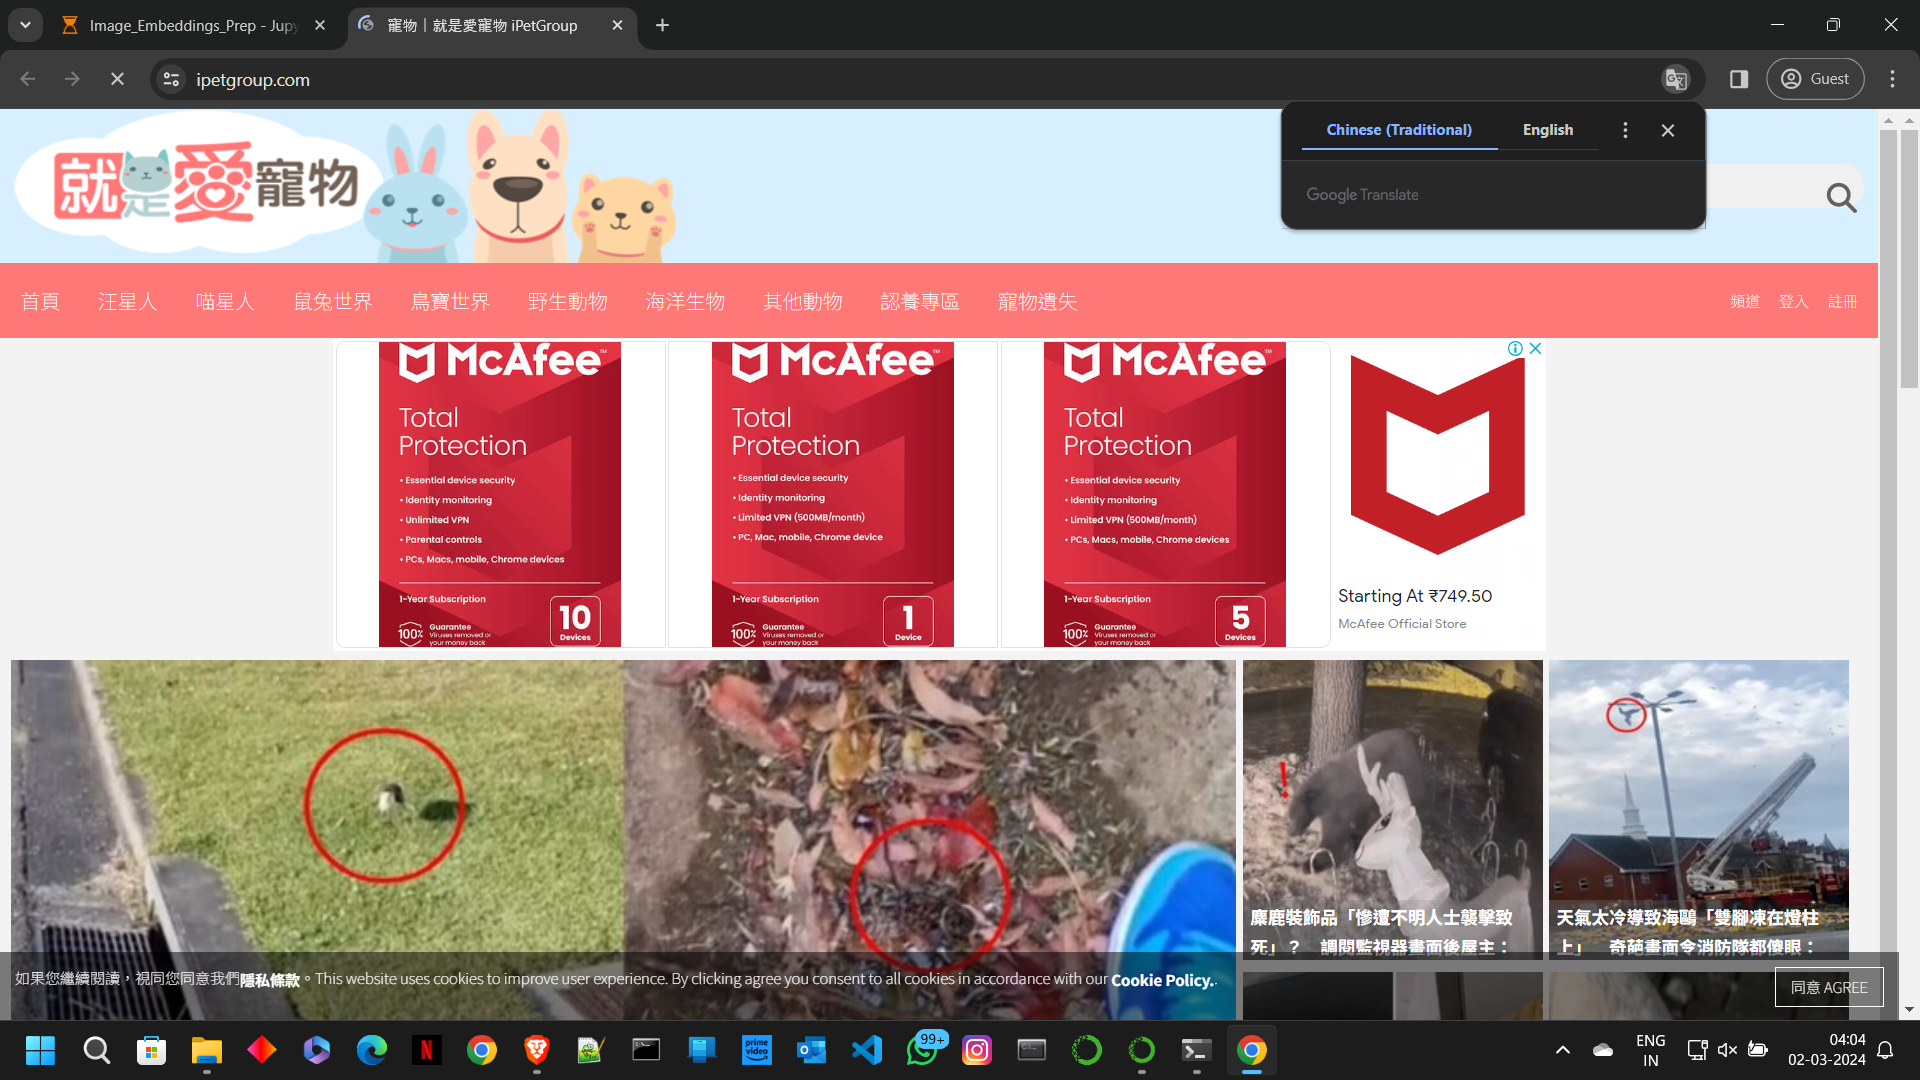 Image_Embeddings_Prep - Jupy
寵物｜就是愛寵物 iPetGroup
ipetgroup.com
Guest
Chinese (Traditional)
English
Google Translate
就是愛寵物
首頁 汪星人 喵星人 鼠兔世界 鳥寶世界 野生動物 海洋生物 其他動物 認養專區 寵物遺失 頻道 登入 註冊
McAfee™
Total
Protection
• Essential device security
• Identity monitoring
• Unlimited VPN
• Parental controls
• PCs, Macs, mobile, Chrome devices
1-Year Subscription
100% Guarantee
Viruses removed or
your money back
10
Devices
McAfee™
Total
Protection
• Essential device security
• Identity monitoring
• Limited VPN (500MB/month)
• PC, Mac, mobile, Chrome device
1-Year Subscription
100% Guarantee
Viruses removed or
your money back
1
Device
McAfee™
Total
Protection
• Essential device security
• Identity monitoring
• Limited VPN (500MB/month)
• PCs, Macs, mobile, Chrome devices
1-Year Subscription
100% Guarantee
Viruses removed or
your money back
5
Devices
Starting At ₹749.50
McAfee Official Store
麋鹿裝飾品「慘遭不明人士襲擊致
死」？　調閱監視器畫面後屋主：
天氣太冷導致海鷗「雙腳凍在燈柱
上」　奇葩畫面令消防隊都傻眼：
如果您繼續閱讀，視同您同意我們隱私條款。This website uses cookies to improve user experience. By clicking agree you consent to all cookies in accordance with our Cookie Policy..
同意 AGREE
prime
video
99+
ENG
IN
04:04
02-03-2024